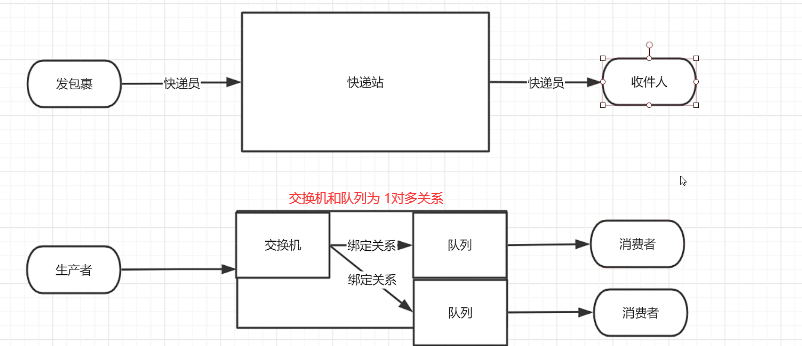 发包裹
快递员
快递站
快递员
收件人
交换机和队列为 1对多关系
生产者
交换机
绑定关系
绑定关系
队列
消费者
队列
消费者